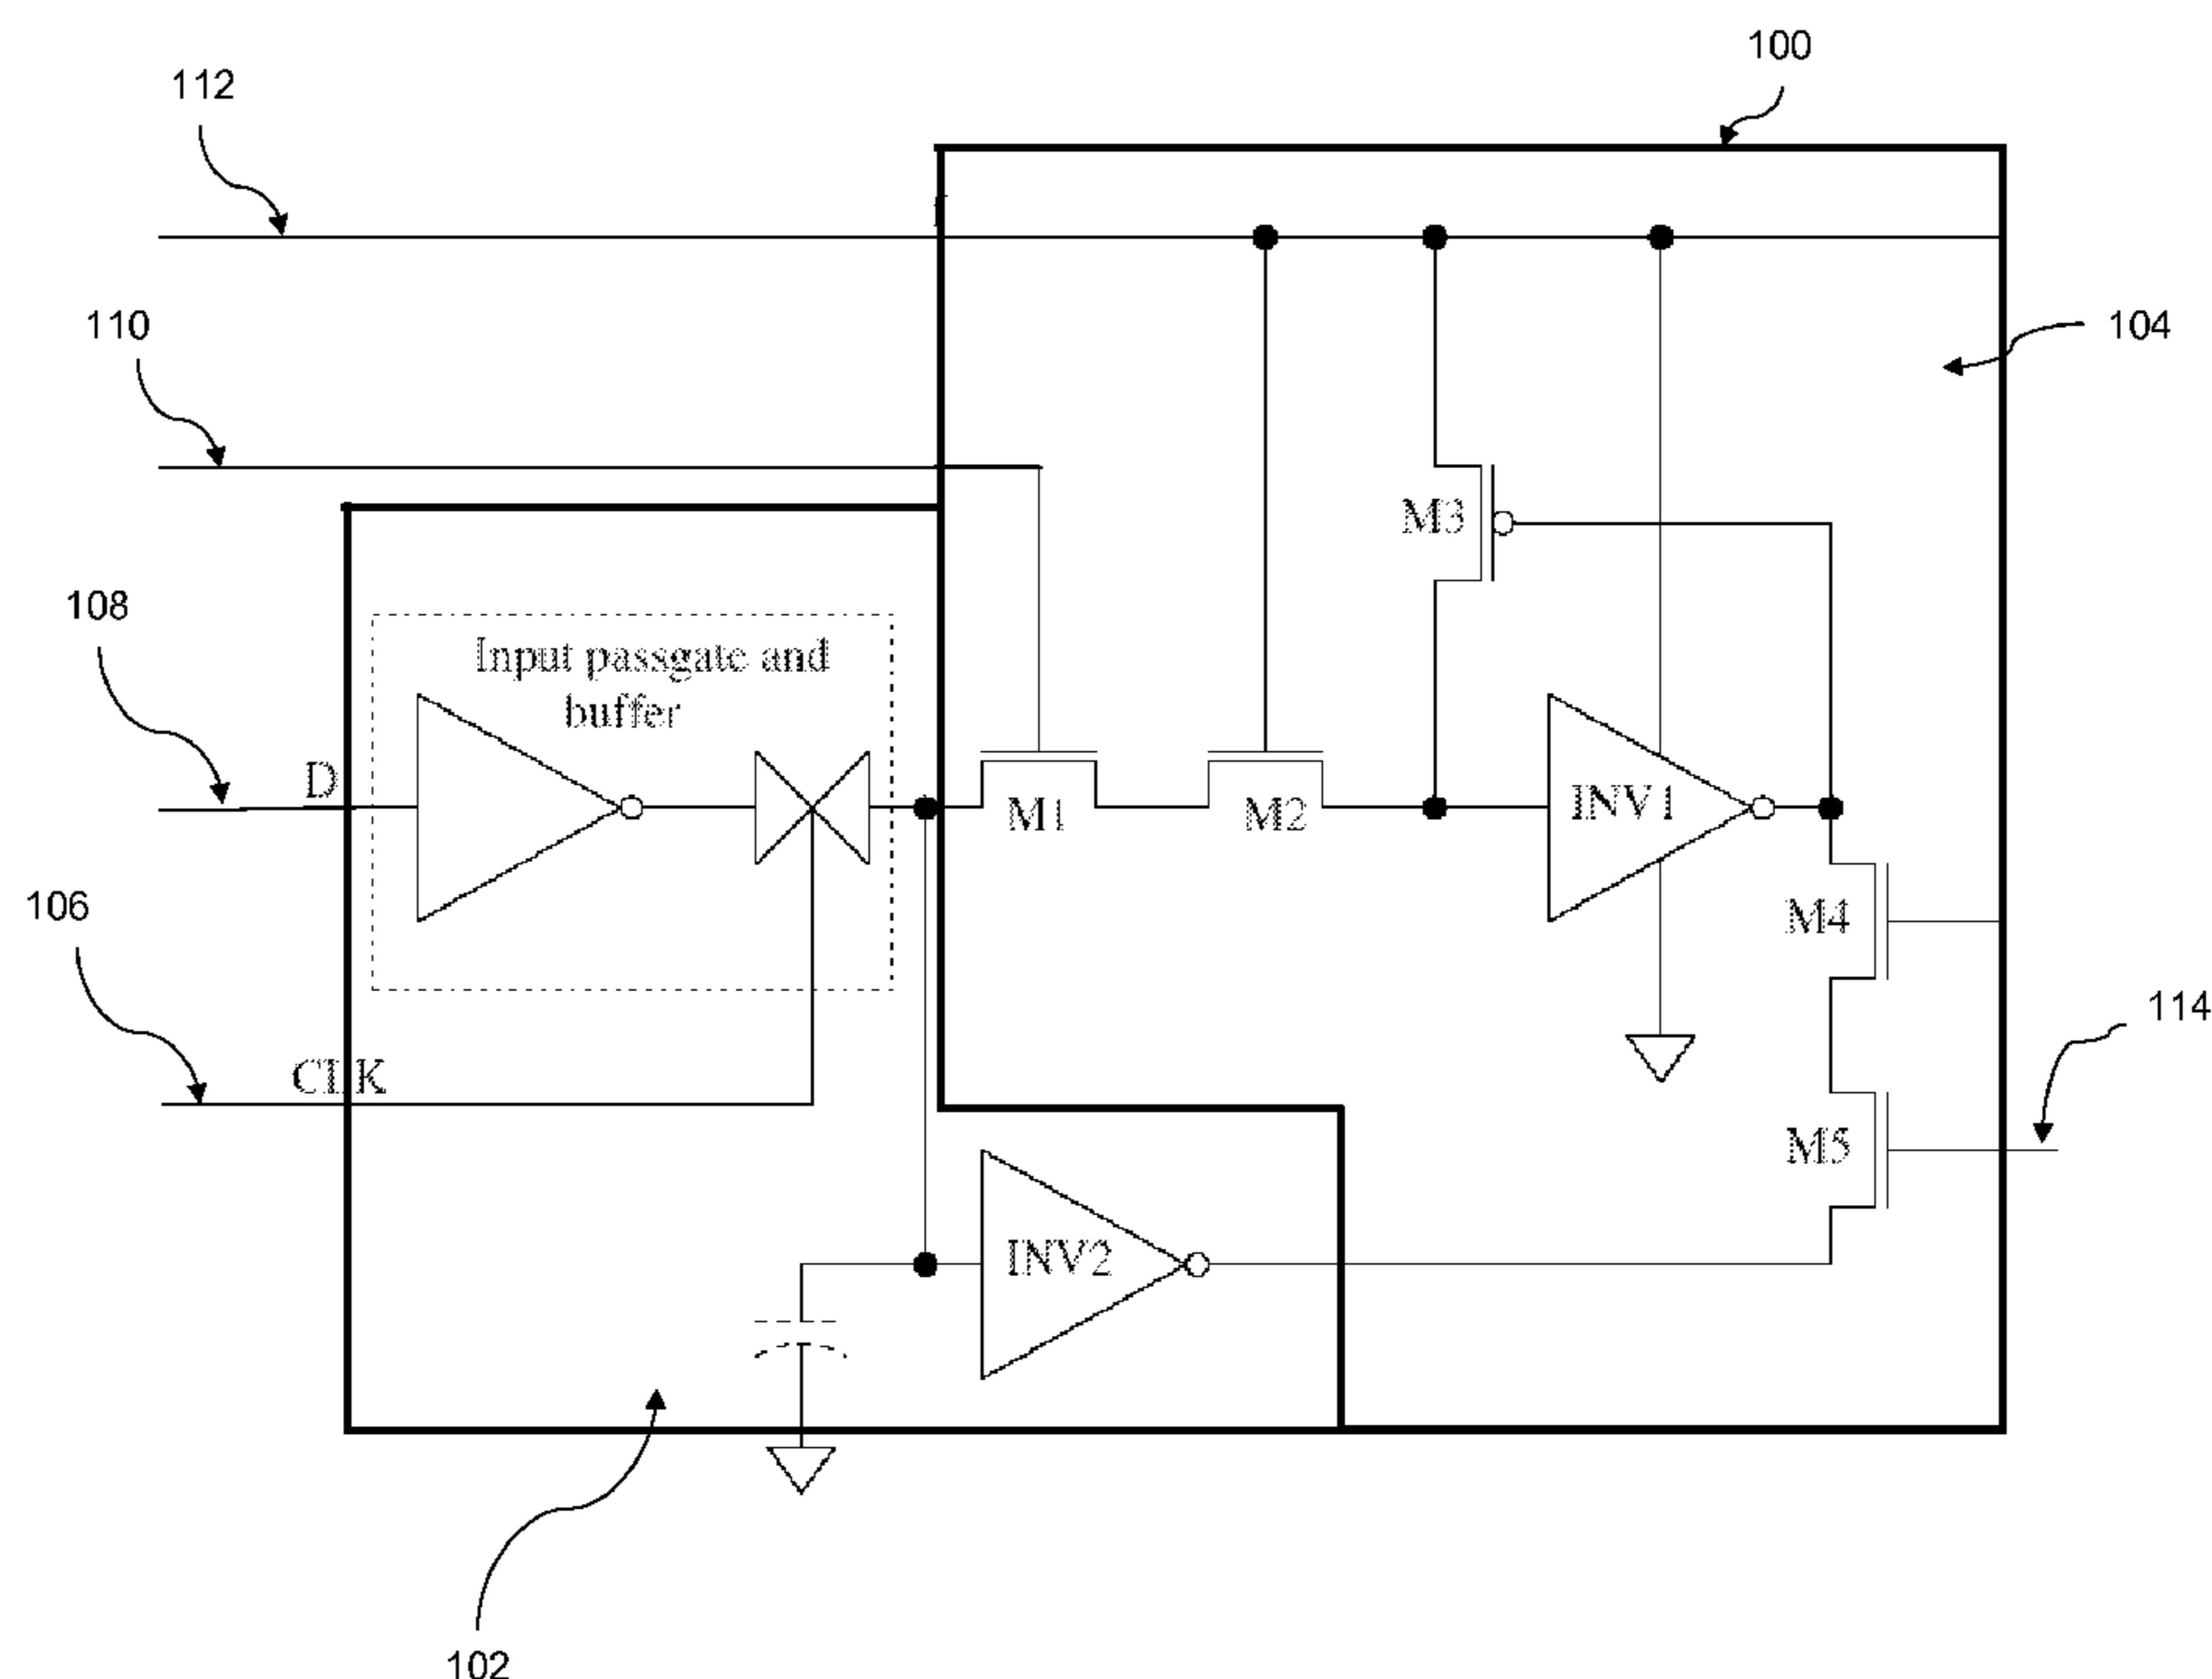 100
112
110
104
M3
108
Input passgate and
buffer
D
M1
M2
INV1
106
M4
114
CLK
M5
INV2
102